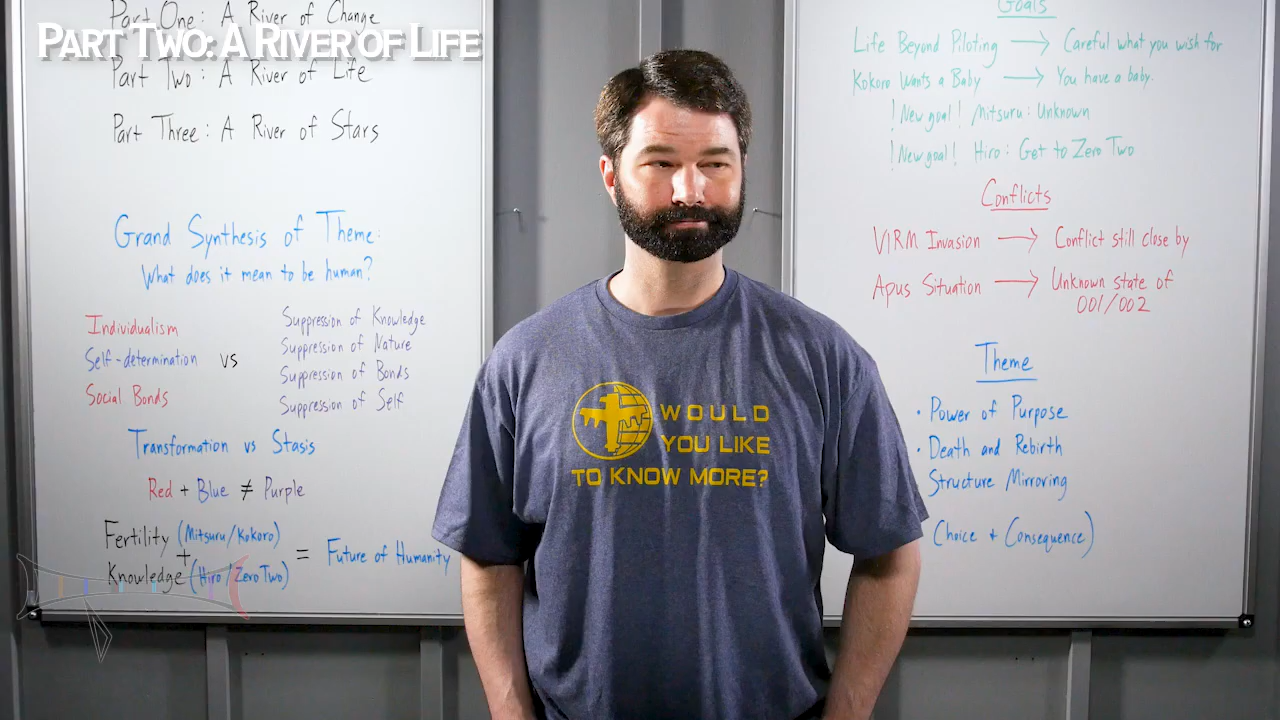 Part One: A River of Change
PART TWO: A RIVER OF LIFE
Part Two: A River of Life
Part Three: A River of Stars
Grand Synthesis of Theme:
What does it mean to be human?
Individualism
Self-determination
Social Bonds
vs
Suppression of Knowledge
Suppression of Nature
Suppression of Bonds
Suppression of Self
Transformation vs Stasis
Red + Blue ≠ Purple
Fertility (Mitsuru/Kokoro)
+
Knowledge (Hiro/Zero Two)
= Future of Humanity
WOULD
YOU LIKE
TO KNOW MORE?
Goals
Life Beyond Piloting → Careful what you wish for
Kokoro Wants a Baby → You have a baby.
! New goal! Mitsuru: Unknown
! New goal! Hiro: Get to Zero Two
Conflicts
VIRM Invasion → Conflict still close by
Apus Situation → Unknown state of
001/002
Theme
• Power of Purpose
• Death and Rebirth
Structure Mirroring
(Choice + Consequence)